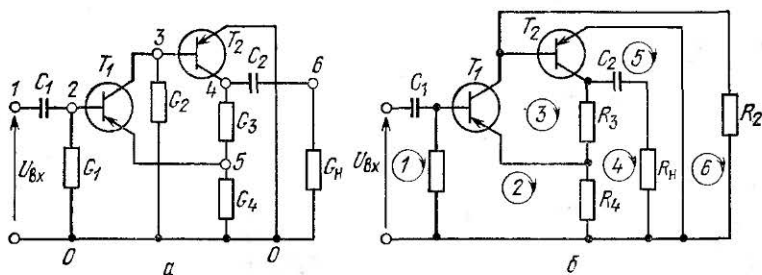 T₁ 3 T₂
1 C₁ 2 4 C₂ 6
G₂ G₃
Uвх G₁ 5 Gн
G₄
0 0 0
а
T₂
C₁ T₁ C₂ 5
3 R₃ R₂
Uвх 1 2 4 Rн 6
R₄
б